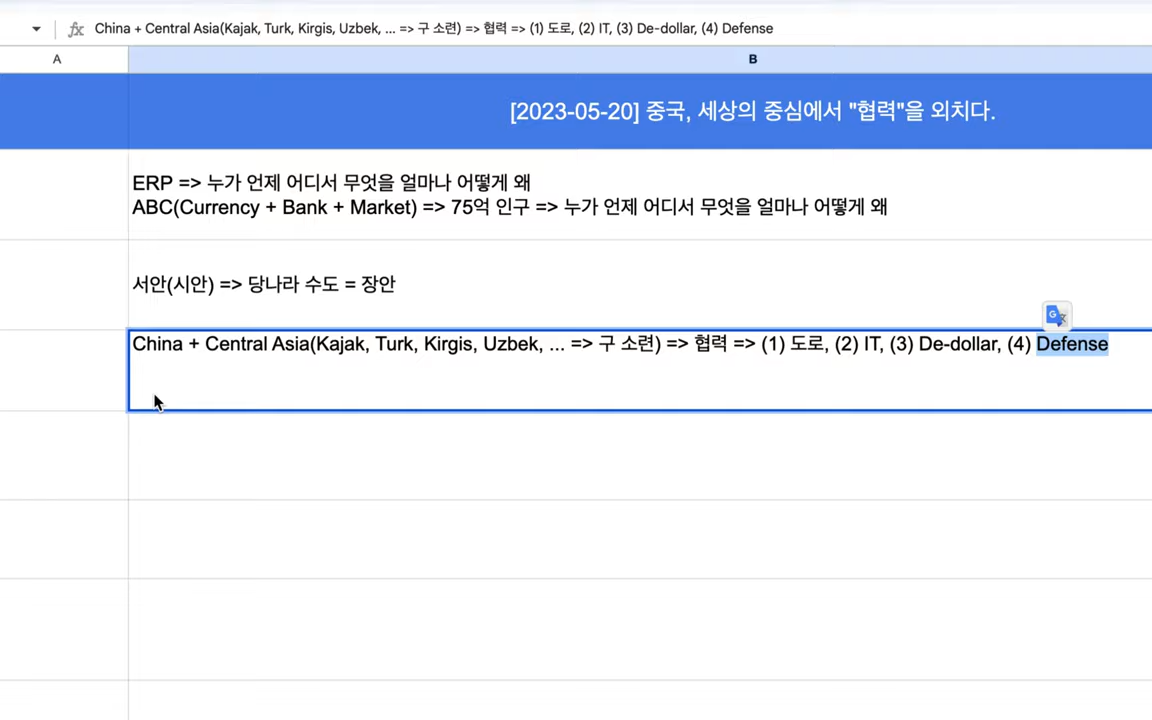 fx China + Central Asia(Kajak, Turk, Kirgis, Uzbek, ... => 구 소련) => 협력 => (1) 도로, (2) IT, (3) De-dollar, (4) Defense
A B
[2023-05-20] 중국, 세상의 중심에서 "협력"을 외치다.
ERP => 누가 언제 어디서 무엇을 얼마나 어떻게 왜
ABC(Currency + Bank + Market) => 75억 인구 => 누가 언제 어디서 무엇을 얼마나 어떻게 왜
서안(시안) => 당나라 수도 = 장안
China + Central Asia(Kajak, Turk, Kirgis, Uzbek, ... => 구 소련) => 협력 => (1) 도로, (2) IT, (3) De-dollar, (4) Defense